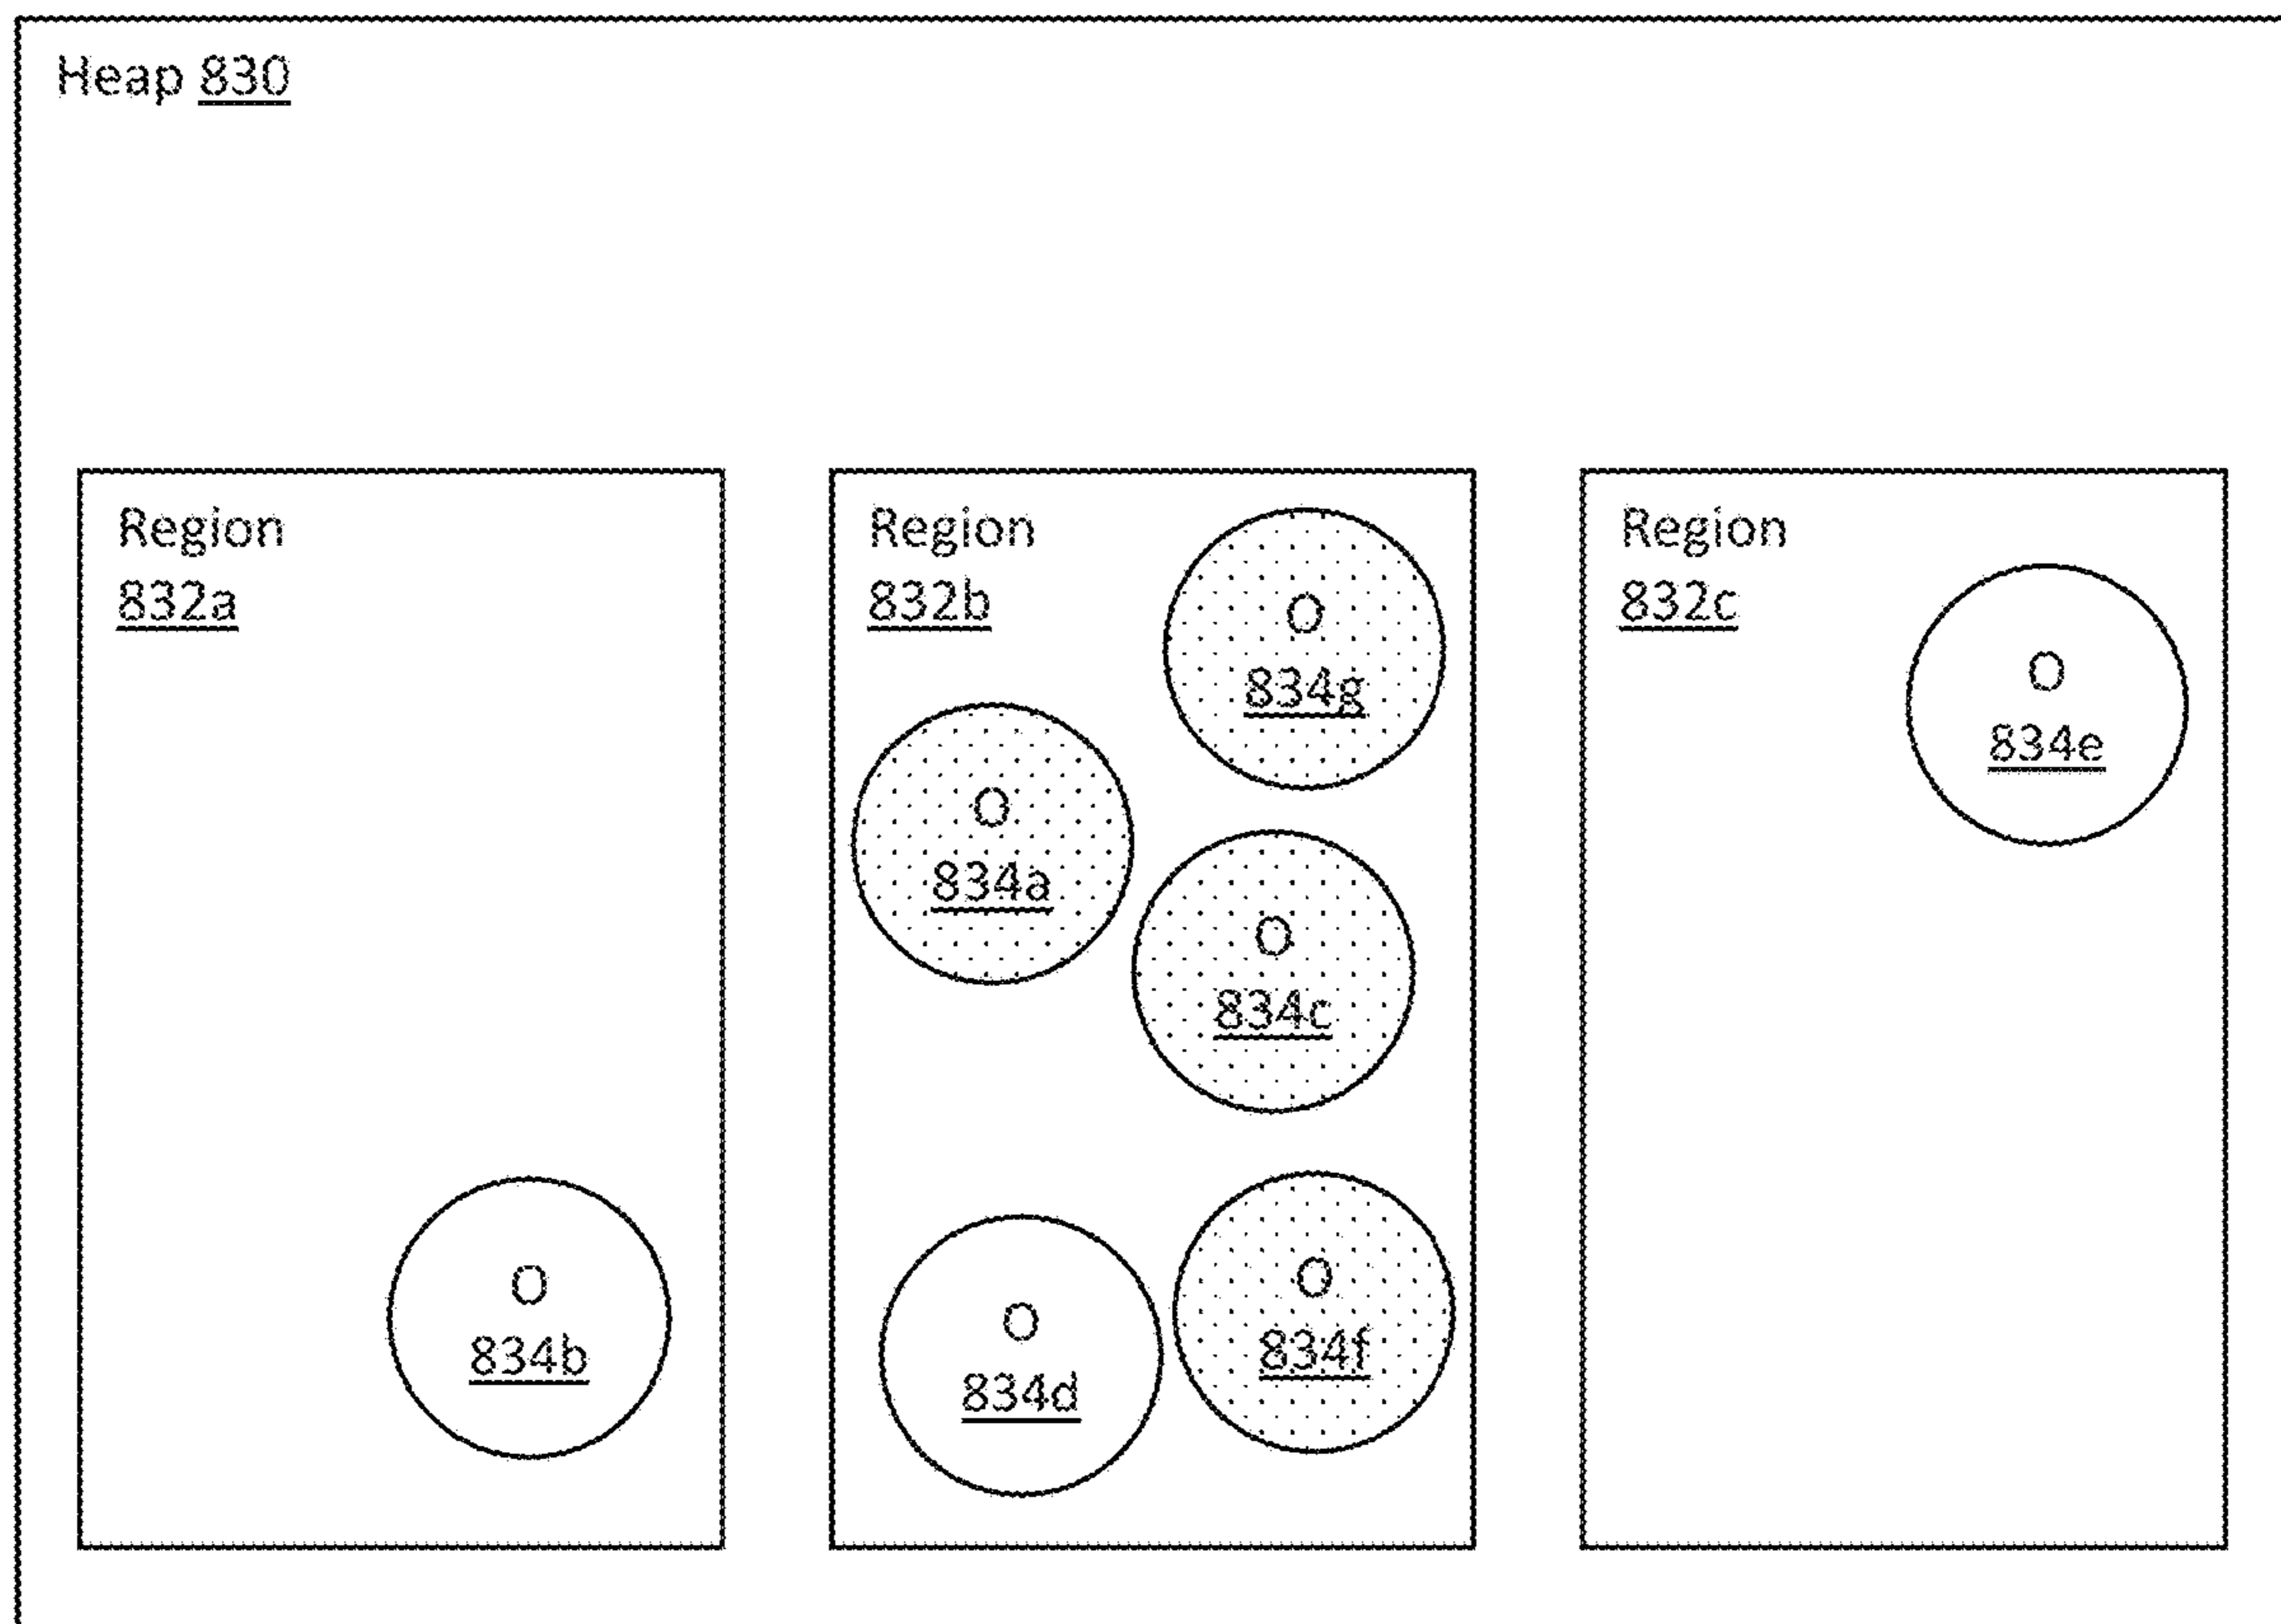 Heap 830
Region
832a
O
834b
Region
832b
O
834g
O
834a
O
834c
O
834d
O
834f
Region
832c
O
834e